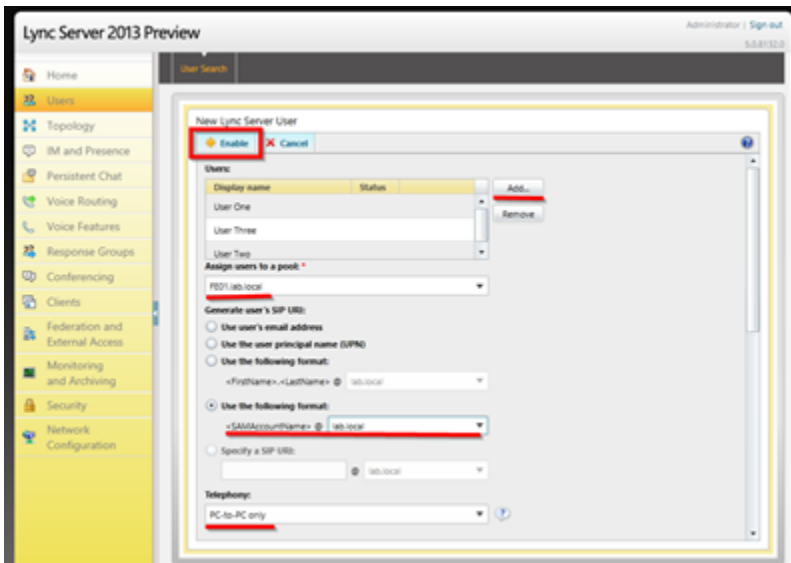 Lync Server 2013 Preview
Administrator | Sign out
5.0.8132.0
Home
Users
Topology
IM and Presence
Persistent Chat
Voice Routing
Voice Features
Response Groups
Conferencing
Clients
Federation and
External Access
Monitoring
and Archiving
Security
Network
Configuration
User Search
New Lync Server User
Enable
Cancel
Users:
Display name
Status
Add...
User One
Remove
User Three
User Two
Assign users to a pool: *
FE01.lab.local
Generate user's SIP URI:
Use user's email address
Use the user principal name (UPN)
Use the following format:
<FirstName>.<LastName> @ lab.local
Use the following format:
<SAMAccountName> @ lab.local
Specify a SIP URI:
@ lab.local
Telephony:
PC-to-PC only